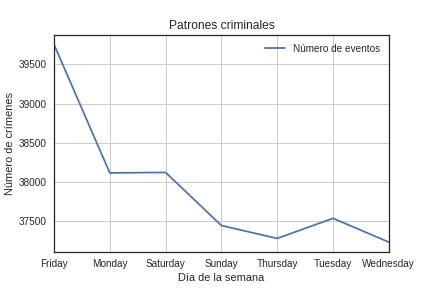 Patrones criminales
Número de eventos
39500
39000
38500
38000
37500
Número de crímenes
Friday
Monday
Saturday
Sunday
Thursday
Tuesday
Wednesday
Día de la semana